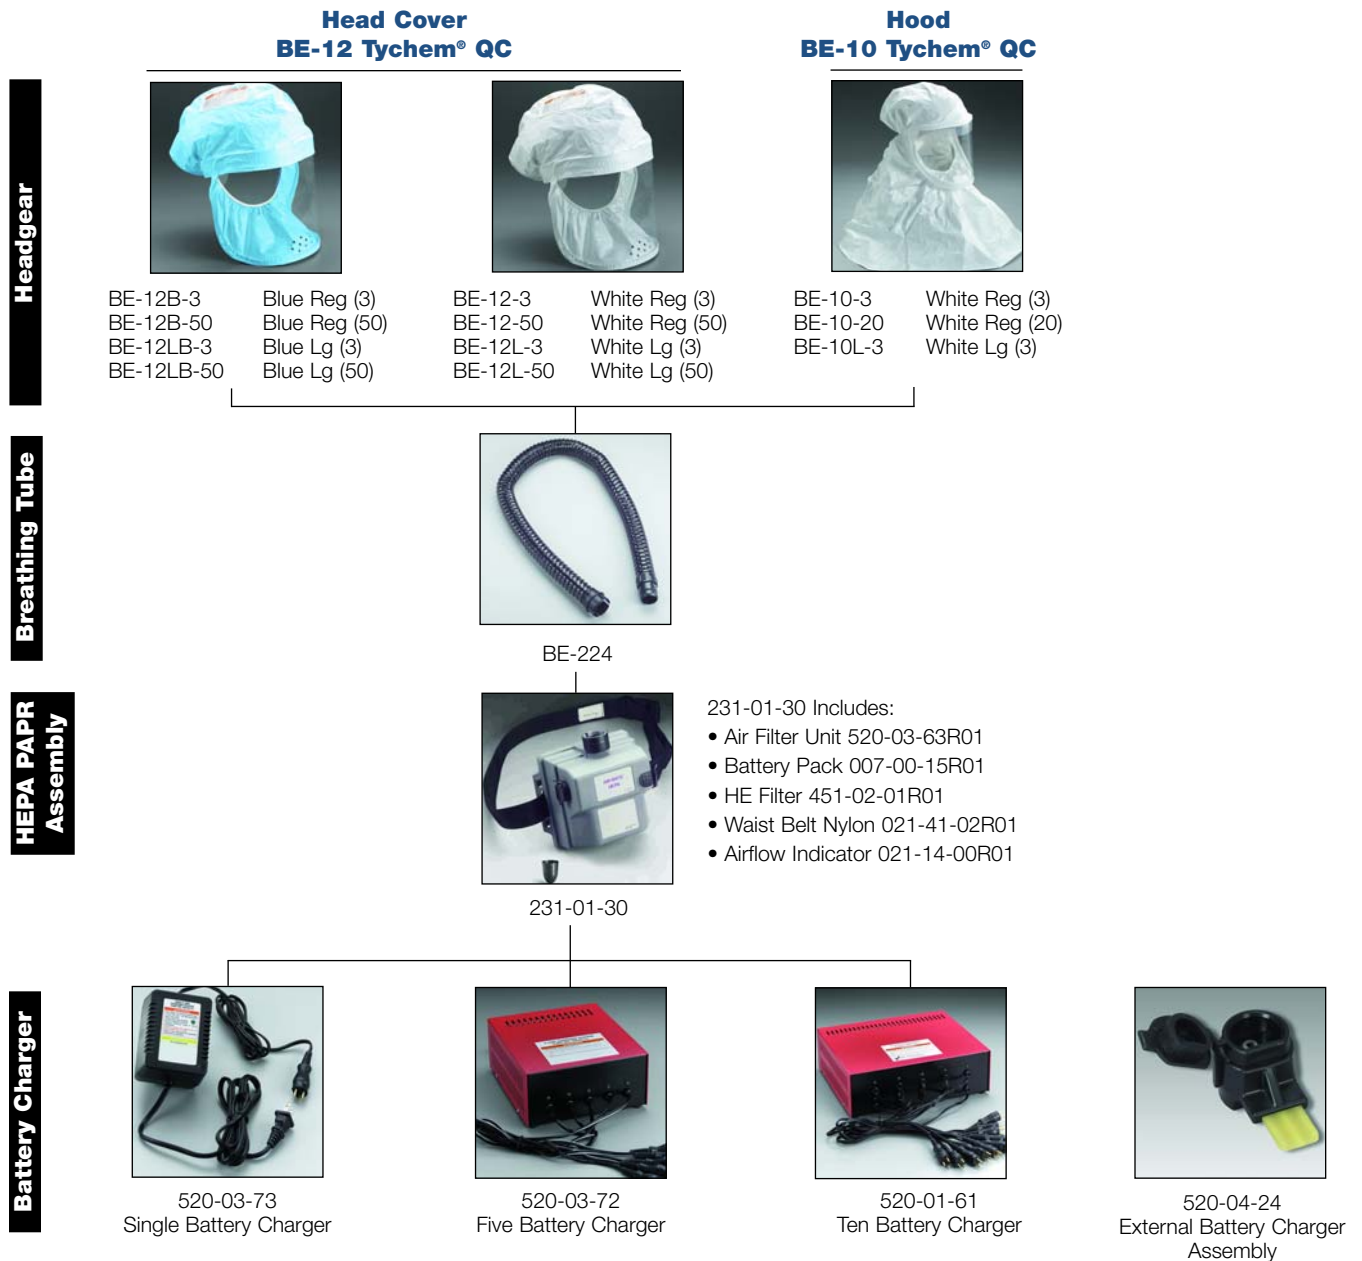 Head Cover
BE-12 Tychem® QC
Hood
BE-10 Tychem® QC
Headgear
BE-12B-3 Blue Reg (3)
BE-12B-50 Blue Reg (50)
BE-12LB-3 Blue Lg (3)
BE-12LB-50 Blue Lg (50)
BE-12-3 White Reg (3)
BE-12-50 White Reg (50)
BE-12L-3 White Lg (3)
BE-12L-50 White Lg (50)
BE-10-3 White Reg (3)
BE-10-20 White Reg (20)
BE-10L-3 White Lg (3)
Breathing Tube
BE-224
HEPA PAPR
Assembly
231-01-30 Includes:
• Air Filter Unit 520-03-63R01
• Battery Pack 007-00-15R01
• HE Filter 451-02-01R01
• Waist Belt Nylon 021-41-02R01
• Airflow Indicator 021-14-00R01
231-01-30
Battery Charger
520-03-73
Single Battery Charger
520-03-72
Five Battery Charger
520-01-61
Ten Battery Charger
520-04-24
External Battery Charger
Assembly